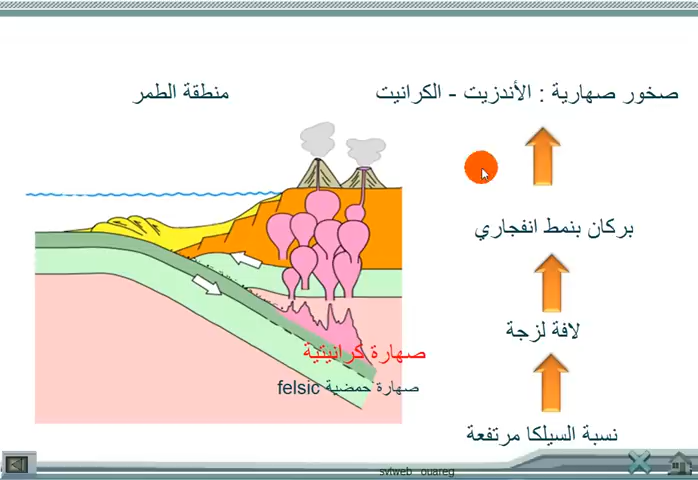 صخور صهارية : الأندزيت - الكرانيت
منطقة الطمر
بركان بنمط انفجاري
لافة لزجة
صهارة كرانيتية
صهارة حمضية felsic
نسبة السيلكا مرتفعة
svtweb ouareg